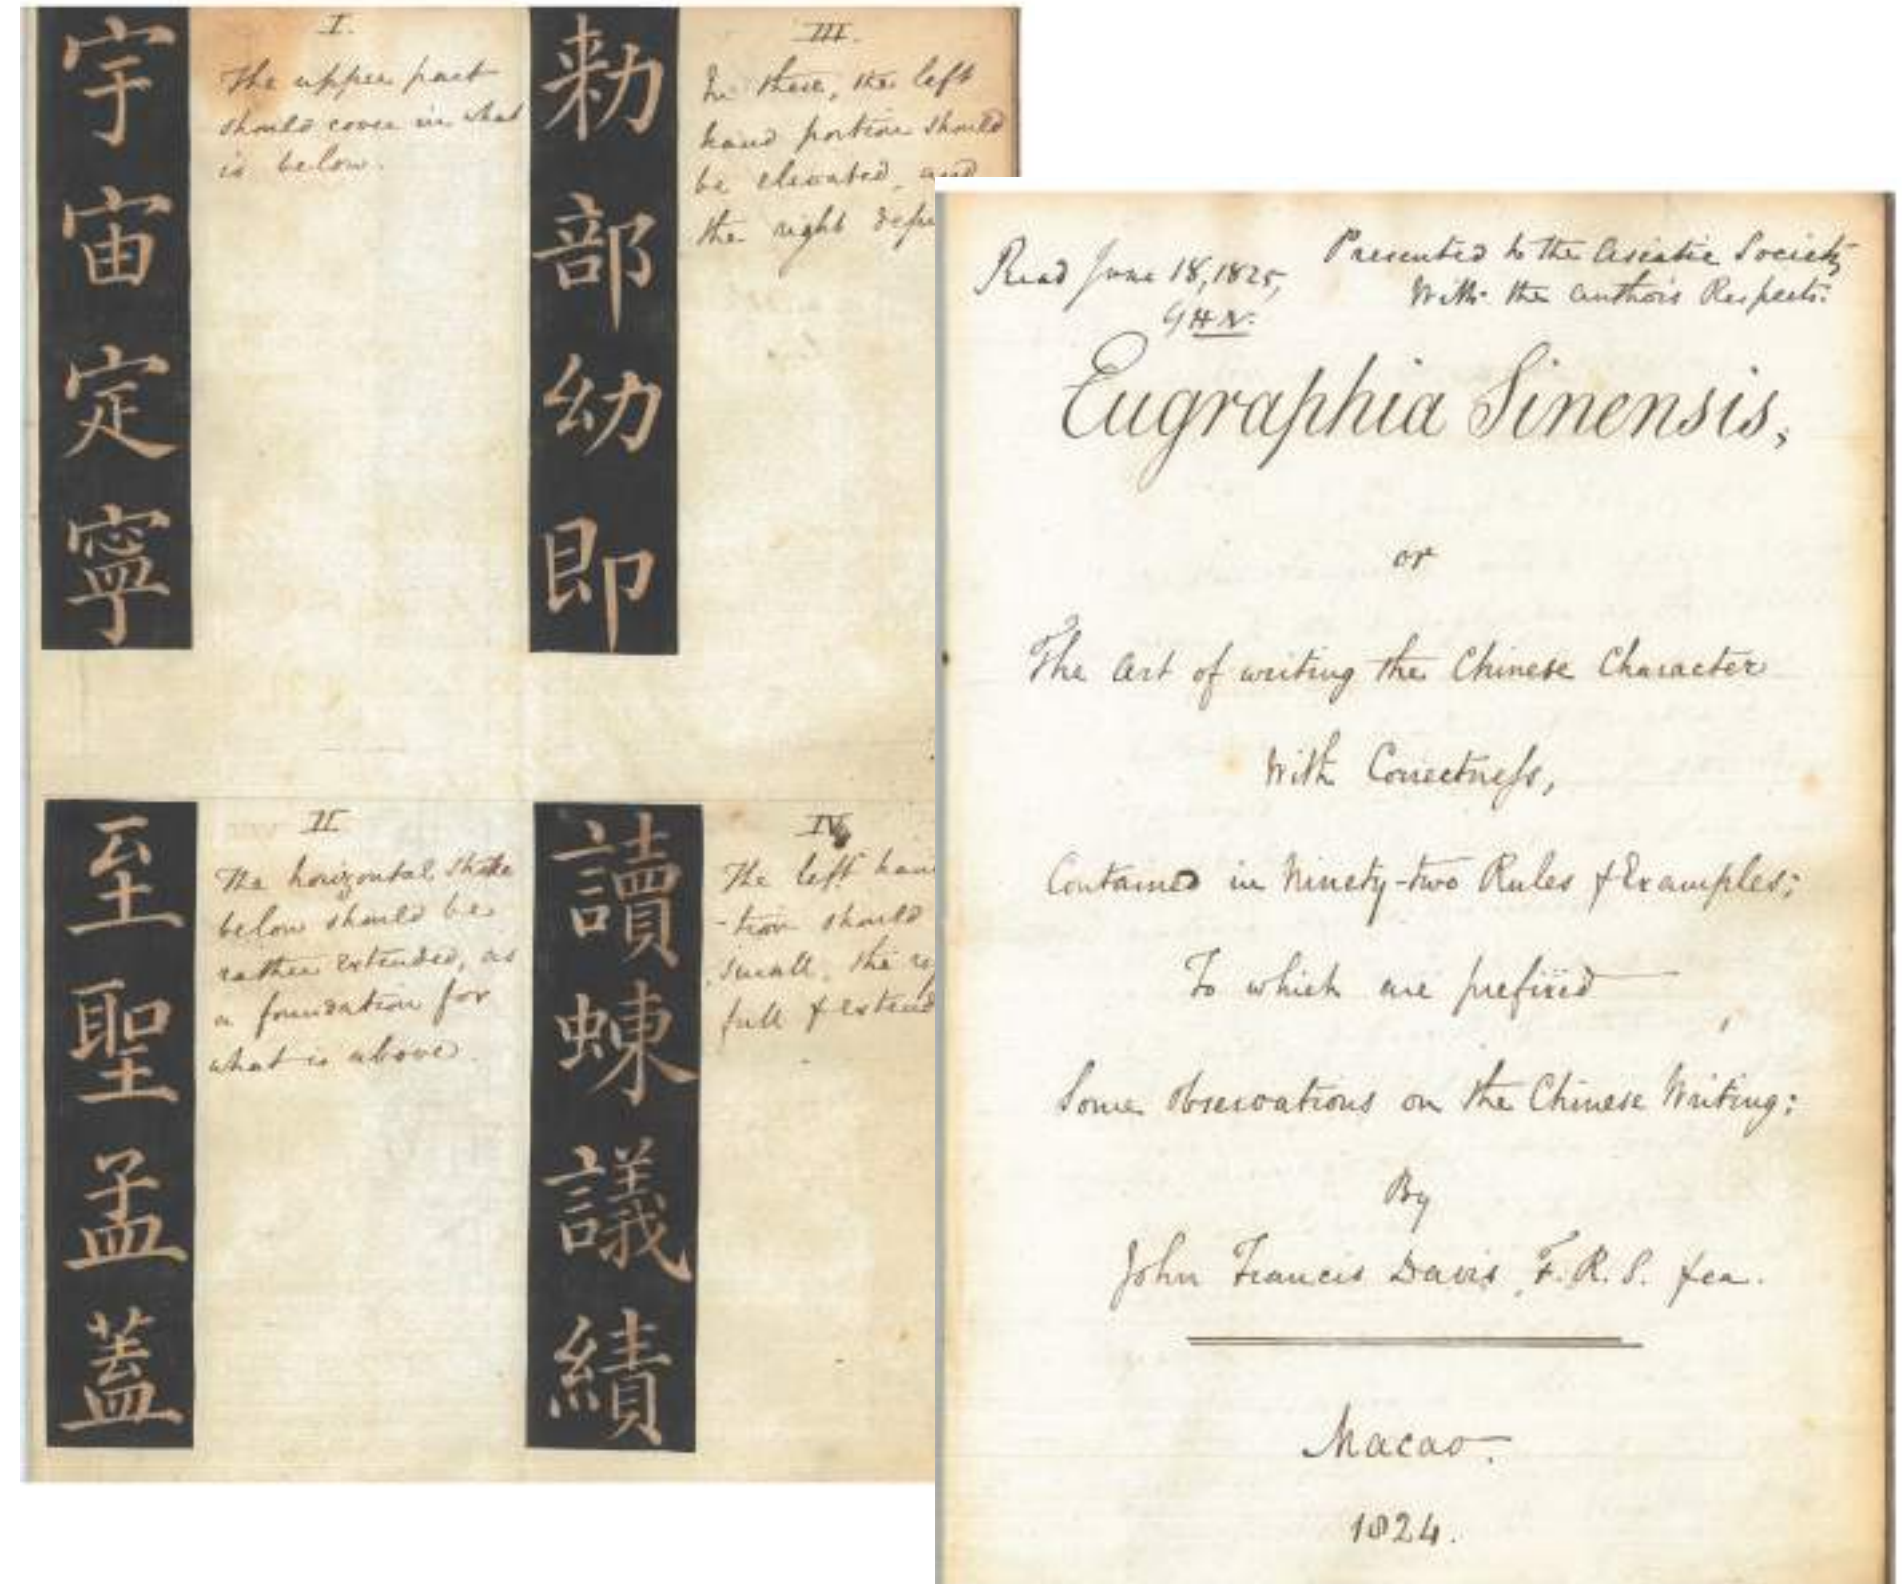 I.
宇
宙
定
寧
The upper part
should cover in what
is below.
III.
勑
部
幼
即
In these, the left
hand portion should
be elevated, and
the right
II
至
聖
孟
蓋
The horizontal stroke
below should be
rather extended, as
a foundation for
what is above.
IV
讀
蝀
議
績
The left
-tion should
small, the
full & extend
Read June 18, 1825,
GHN.
Presented to the Asiatic Society
With the authors Respects.
Eugraphia Sinensis,
or
The Art of writing the Chinese Character
With Correctneſs,
Contained in Ninety-two Rules & Examples;
To which are prefixed
Some observations on the Chinese Writing:
By
John Francis Davis, F.R.S. &ca.
Macao.
1824.